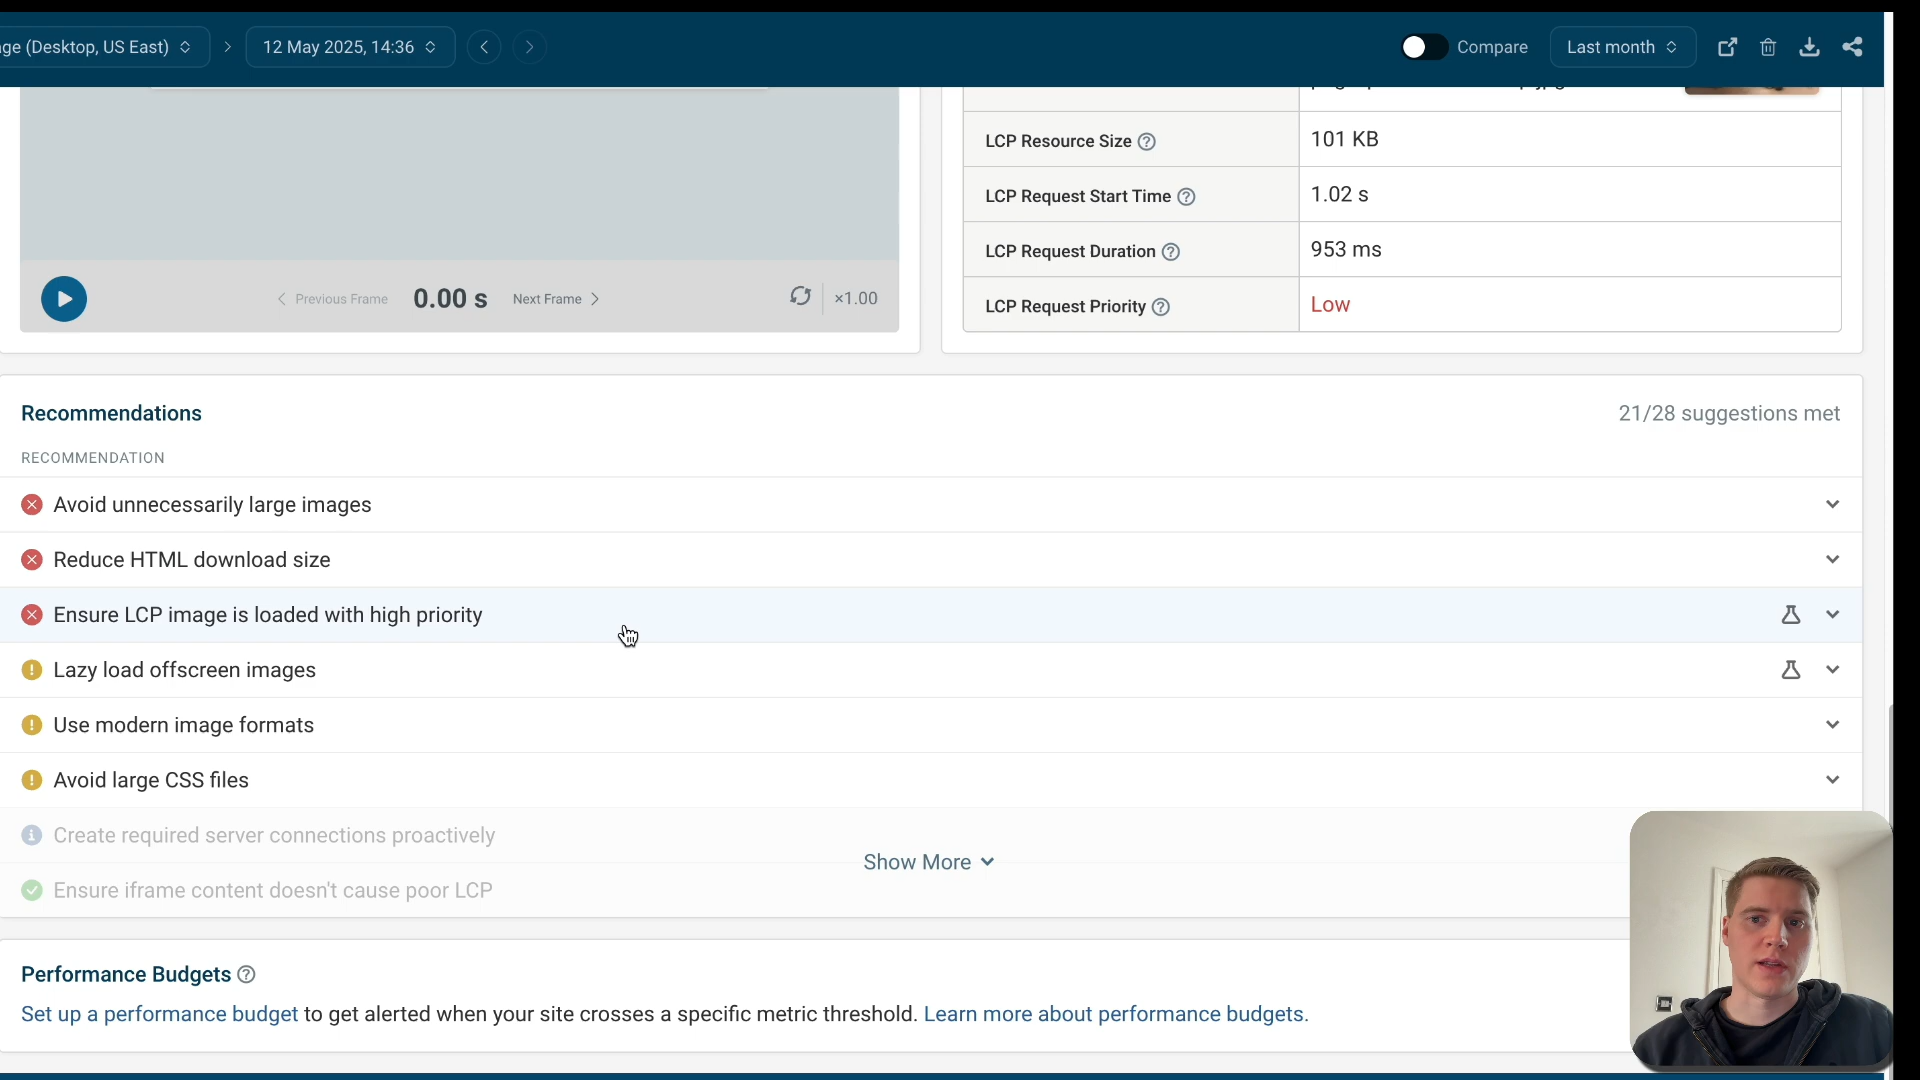 ge (Desktop, US East)
12 May 2025, 14:36
Compare
Last month
LCP Resource Size
101 KB
LCP Request Start Time
1.02 s
LCP Request Duration
953 ms
LCP Request Priority
Low
Previous Frame
0.00 s
Next Frame
×1.00
Recommendations
21/28 suggestions met
RECOMMENDATION
Avoid unnecessarily large images
Reduce HTML download size
Ensure LCP image is loaded with high priority
Lazy load offscreen images
Use modern image formats
Avoid large CSS files
Create required server connections proactively
Show More
Ensure iframe content doesn't cause poor LCP
Performance Budgets
Set up a performance budget to get alerted when your site crosses a specific metric threshold. Learn more about performance budgets.